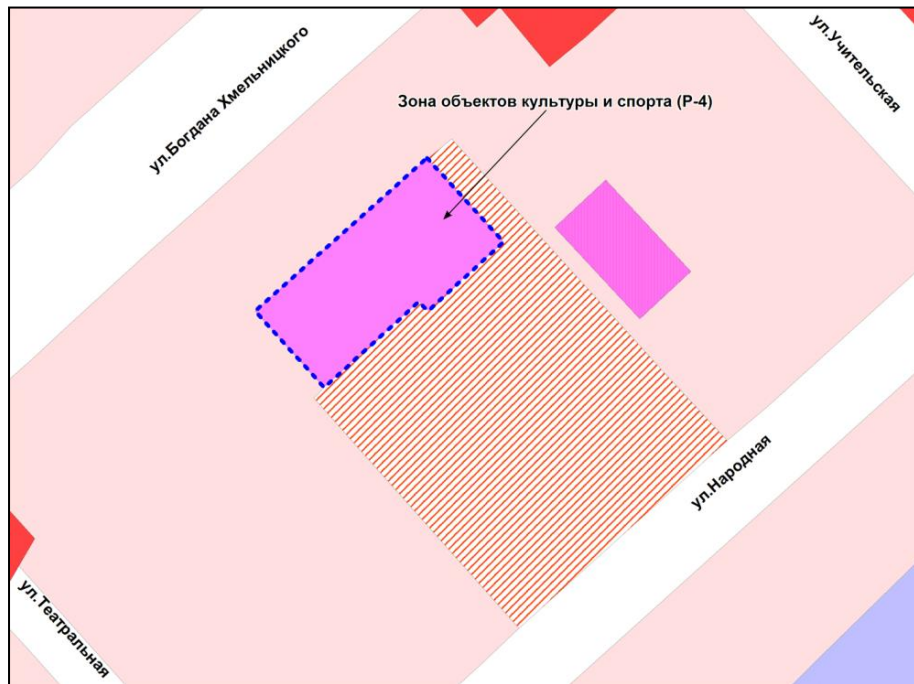 ул.Богдана Хмельницкого
ул.Учительская
Зона объектов культуры и спорта (Р-4)
ул.Народная
ул.Театральная